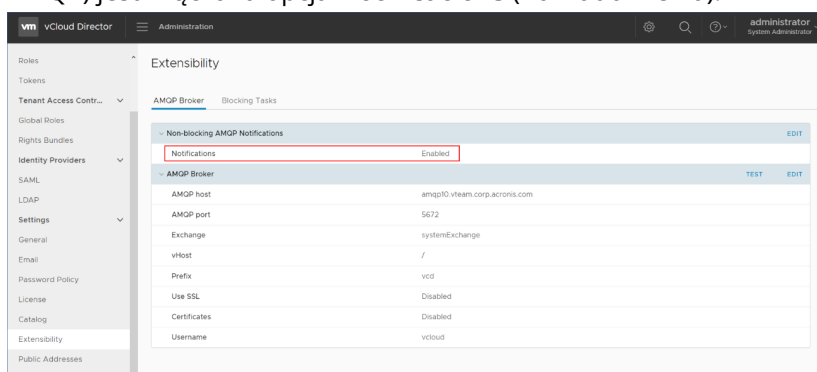 vm vCloud Director
Administration
administrator
System Administrator
Roles
Tokens
Tenant Access Contr...
Global Roles
Rights Bundles
Identity Providers
SAML
LDAP
Settings
General
Email
Password Policy
License
Catalog
Extensibility
Public Addresses
Extensibility
AMQP Broker Blocking Tasks
Non-blocking AMQP Notifications EDIT
Notifications Enabled
AMQP Broker TEST EDIT
AMQP host amqp10.vteam.corp.acronis.com
AMQP port 5672
Exchange systemExchange
vHost /
Prefix vcd
Use SSL Disabled
Certificates Disabled
Username vcloud